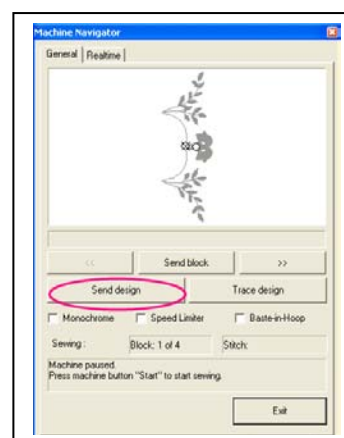 Machine Navigator
General Realtime
<< Send block >>
Send design Trace design
Monochrome Speed Limiter Baste-in-Hoop
Sewing: Block: 1 of 4 Stitch:
Machine paused.
Press machine button "Start" to start sewing.
Exit